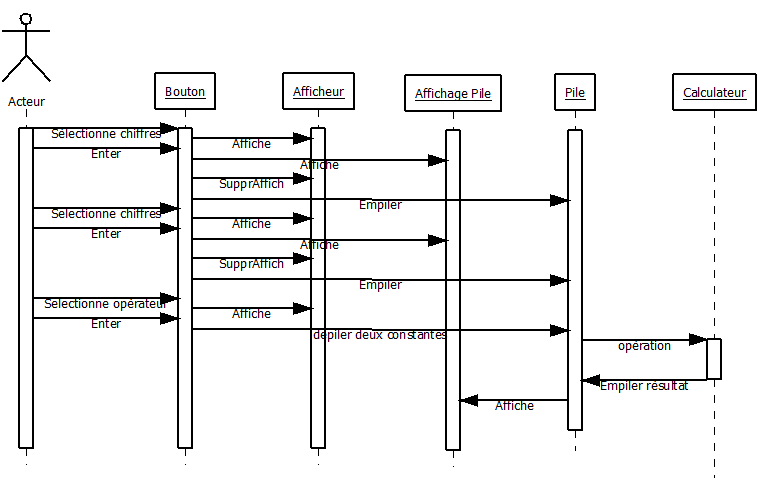 Acteur
Bouton
Afficheur
Affichage Pile
Pile
Calculateur
Sélectionne chiffres
Affiche
Enter
Affiche
SupprAffich
Empiler
Sélectionne chiffres
Affiche
Enter
Affiche
SupprAffich
Empiler
Sélectionne opérateur
Affiche
Enter
dépiler deux constantes
opération
Empiler résultat
Affiche